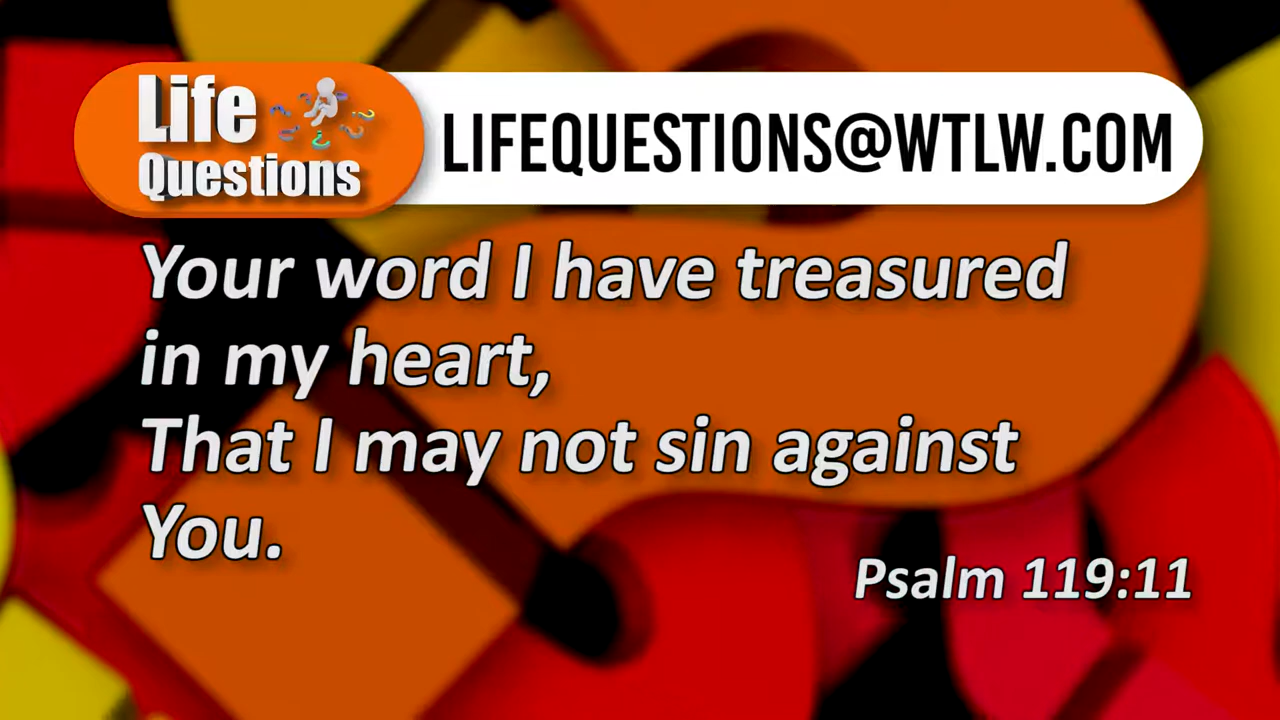 Life
Questions
LIFEQUESTIONS@WTLW.COM
Your word I have treasured
in my heart,
That I may not sin against
You.
Psalm 119:11